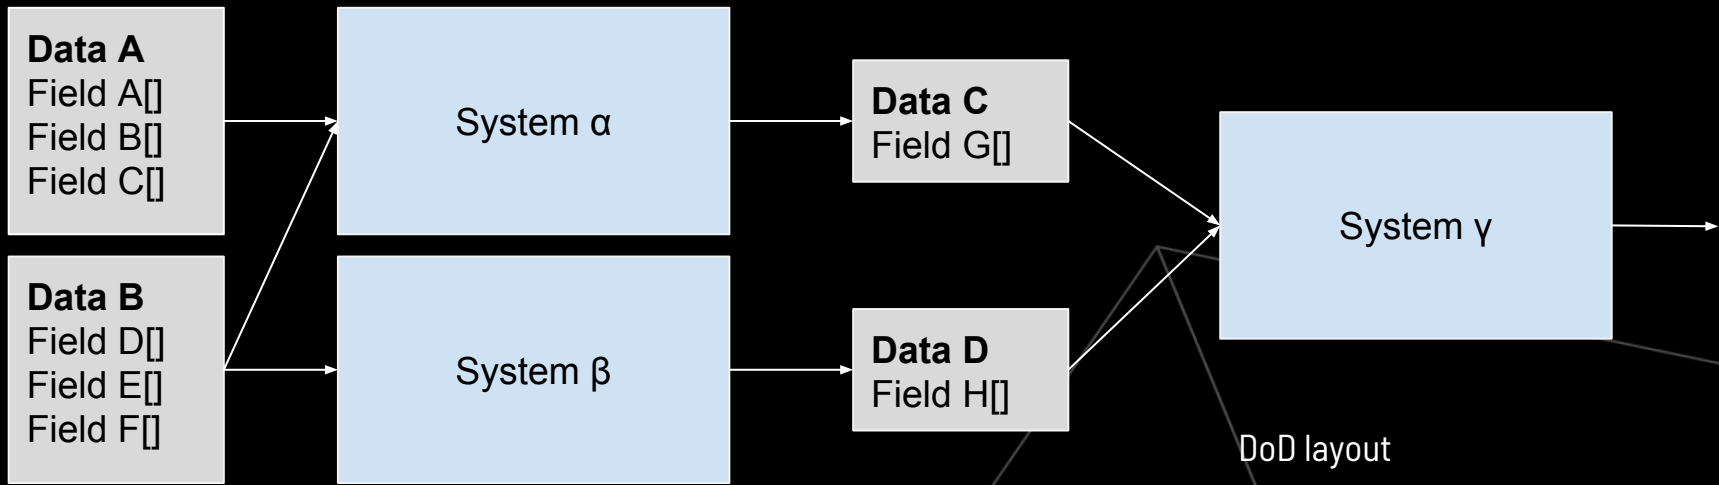 Data A
Field A[]
Field B[]
Field C[]
System α
Data B
Field D[]
Field E[]
Field F[]
System β
Data C
Field G[]
Data D
Field H[]
System γ
DoD layout